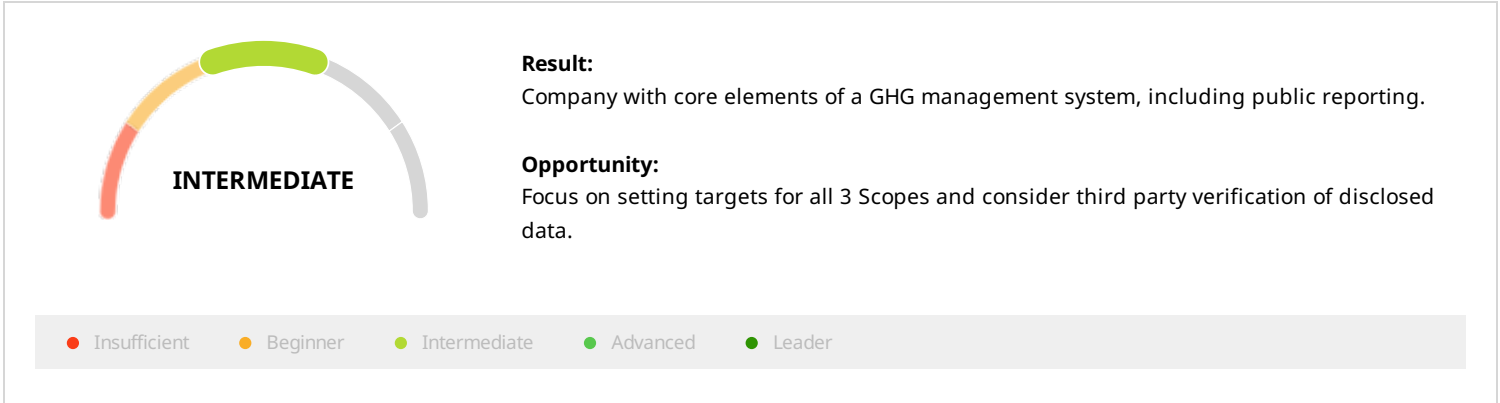 INTERMEDIATE
Result:
Company with core elements of a GHG management system, including public reporting.
Opportunity:
Focus on setting targets for all 3 Scopes and consider third party verification of disclosed
data.
Insufficient
Beginner
Intermediate
Advanced
Leader